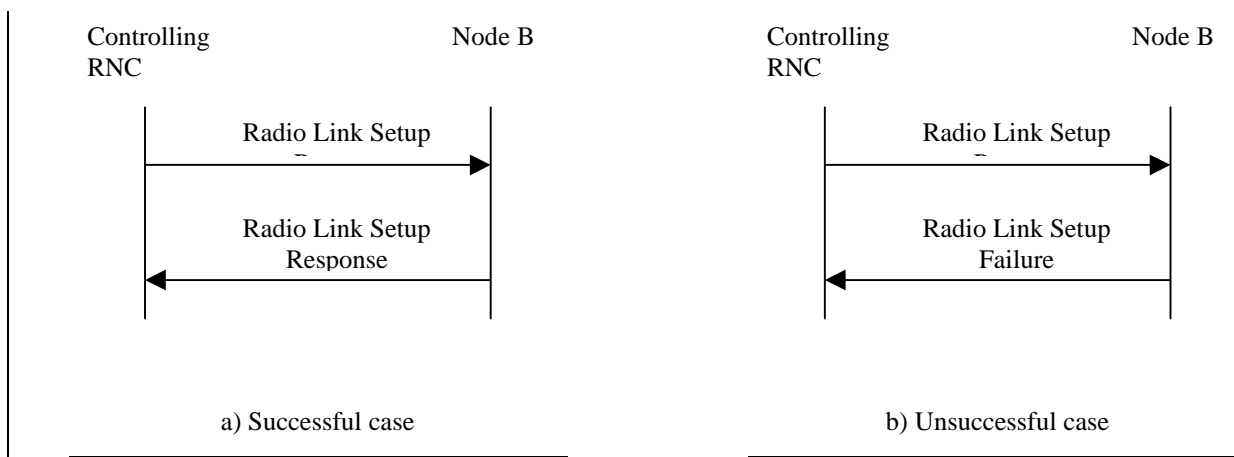 Controlling
RNC
Node B
Radio Link Setup
Radio Link Setup
Response
a) Successful case
Controlling
RNC
Node B
Radio Link Setup
Radio Link Setup
Failure
b) Unsuccessful case